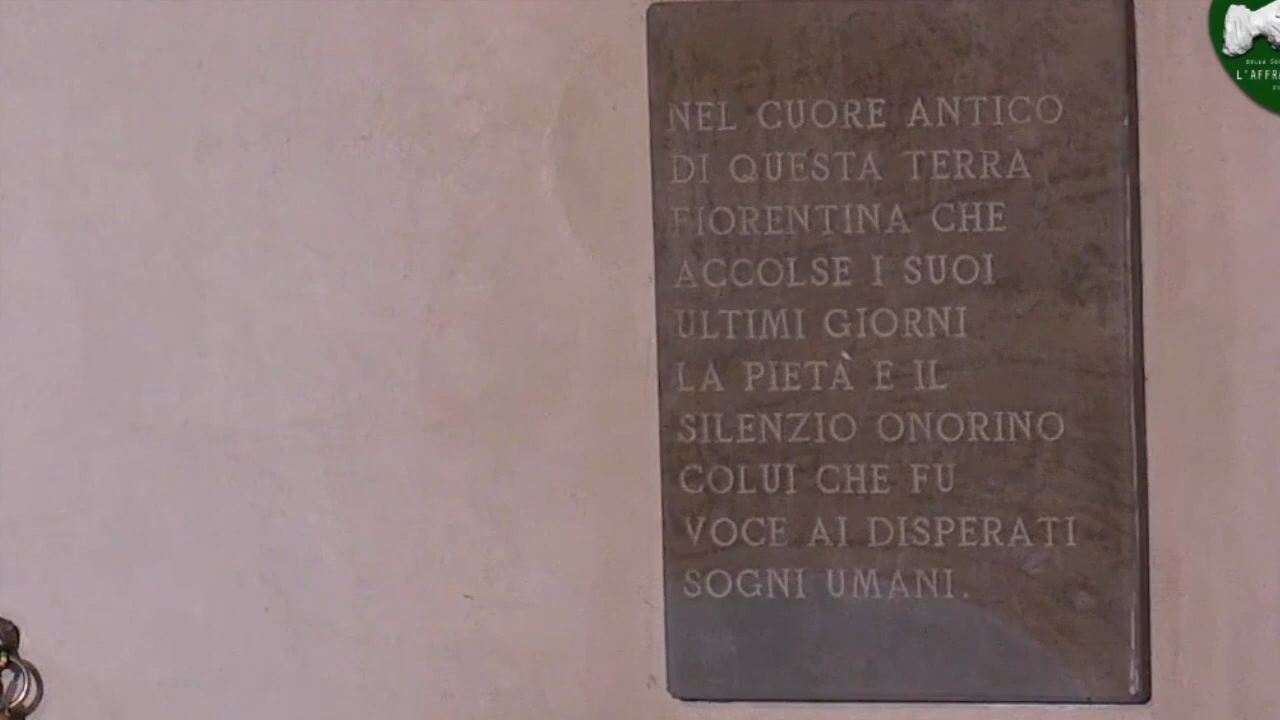 NEL CUORE ANTICO
DI QUESTA TERRA
FIORENTINA CHE
ACCOLSE I SUOI
ULTIMI GIORNI
LA PIETÀ E IL
SILENZIO ONORINO
COLUI CHE FU
VOCE AI DISPERATI
SOGNI UMANI.